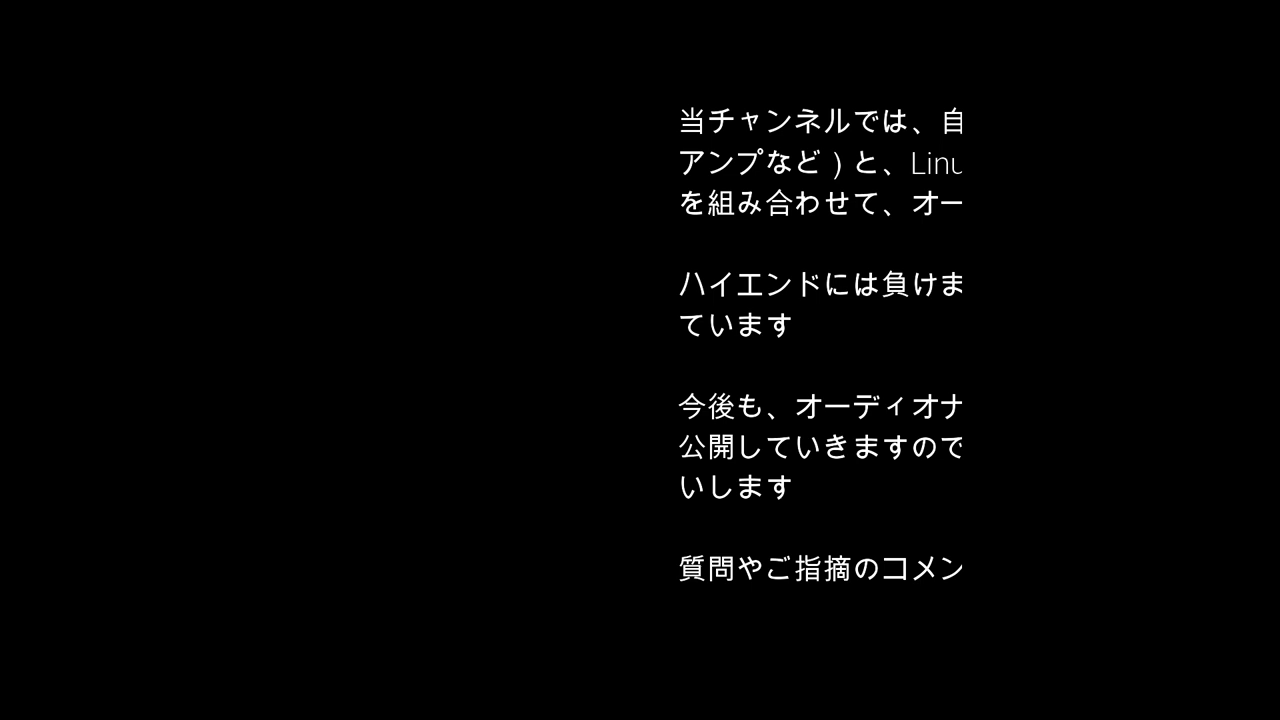 当チャンネルでは、自
アンプなど ) と、Linu
を組み合わせて、オー
ハイエンドには負けま
ています
今後も、オーディオナ
公開していきますので
いします
質問やご指摘のコメン